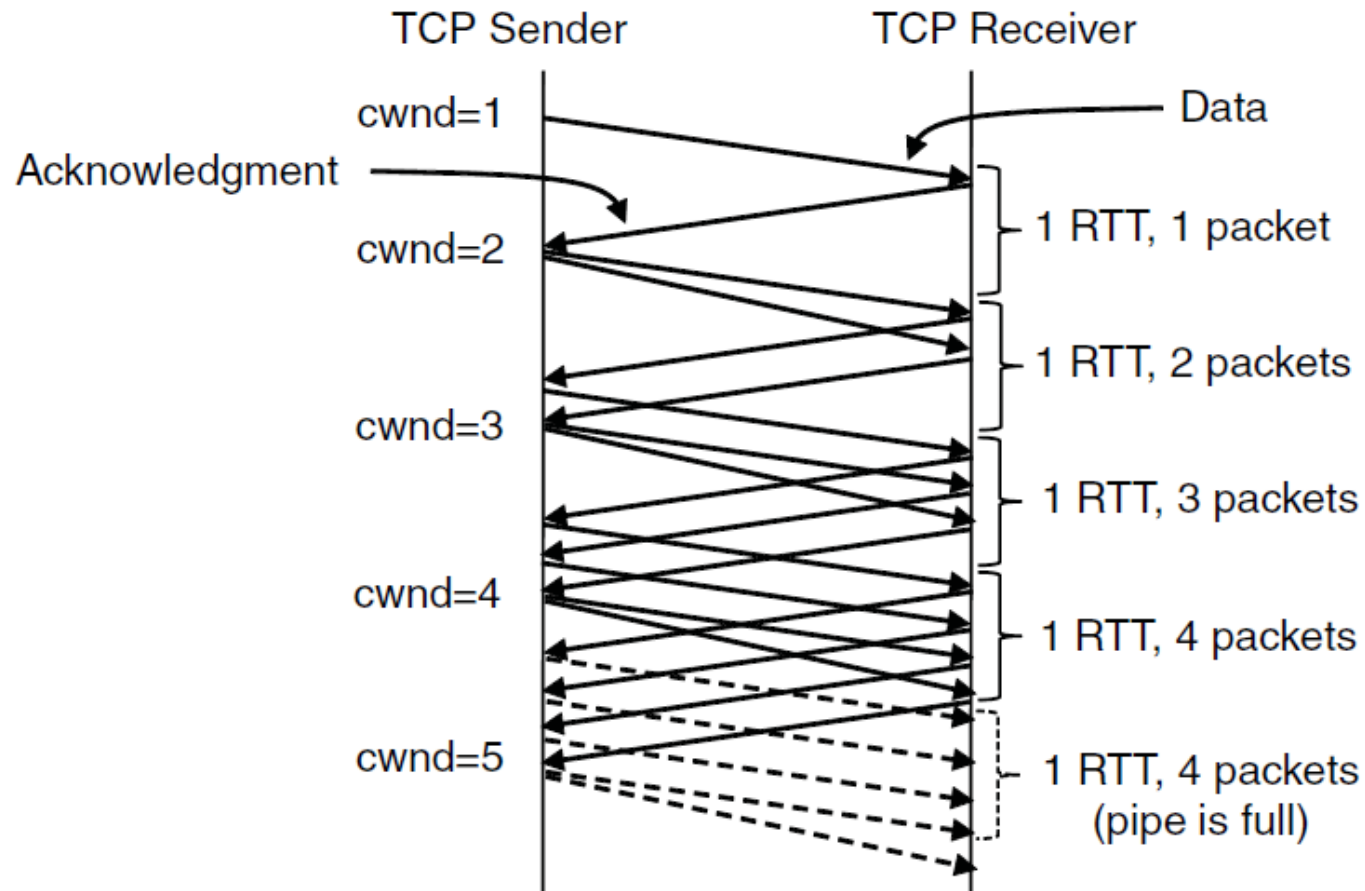 TCP Sender
TCP Receiver
cwnd=1
Data
Acknowledgment
1 RTT, 1 packet
cwnd=2
1 RTT, 2 packets
cwnd=3
1 RTT, 3 packets
cwnd=4
1 RTT, 4 packets
cwnd=5
1 RTT, 4 packets
(pipe is full)